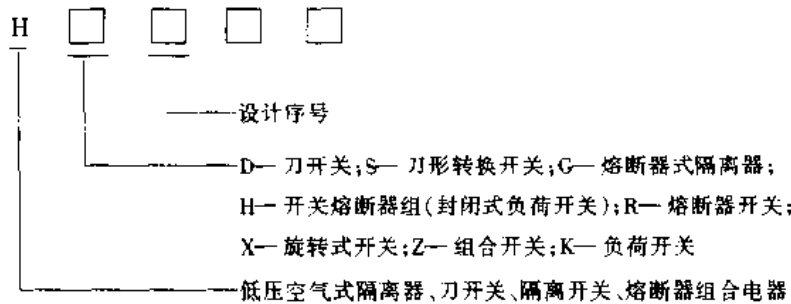 H □ □ □ □
设计序号
D—刀开关;S—刀形转换开关;G—熔断器式隔离器;
H—开关熔断器组(封闭式负荷开关);R—熔断器开关;
X—旋转式开关;Z—组合开关;K—负荷开关
低压空气式隔离器、刀开关、隔离开关、熔断器组合电器